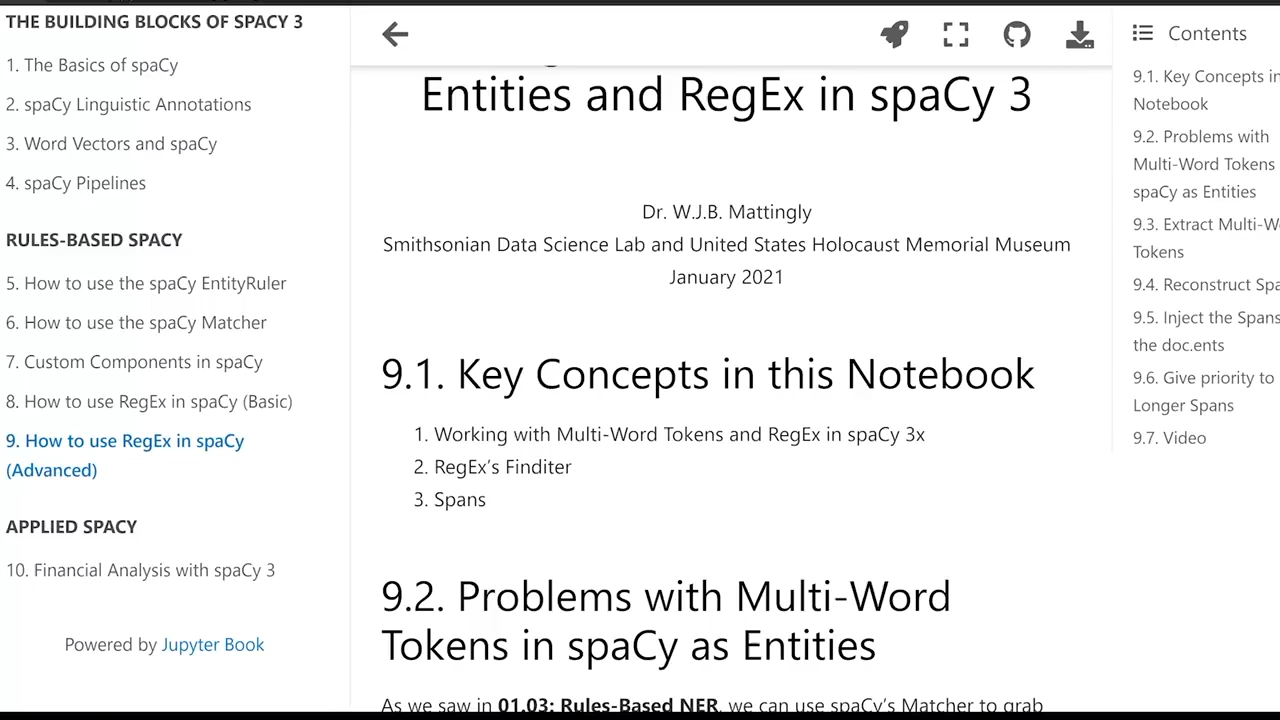 THE BUILDING BLOCKS OF SPACY 3
1. The Basics of spaCy
2. spaCy Linguistic Annotations
3. Word Vectors and spaCy
4. spaCy Pipelines
RULES-BASED SPACY
5. How to use the spaCy EntityRuler
6. How to use the spaCy Matcher
7. Custom Components in spaCy
8. How to use RegEx in spaCy (Basic)
9. How to use RegEx in spaCy
(Advanced)
APPLIED SPACY
10. Financial Analysis with spaCy 3
Powered by Jupyter Book
Entities and RegEx in spaCy 3
Dr. W.J.B. Mattingly
Smithsonian Data Science Lab and United States Holocaust Memorial Museum
January 2021
9.1. Key Concepts in this Notebook
1. Working with Multi-Word Tokens and RegEx in spaCy 3x
2. RegEx's Finditer
3. Spans
9.2. Problems with Multi-Word
Tokens in spaCy as Entities
As we saw in 01.03: Rules-Based NER, we can use spaCy's Matcher to grab
Contents
9.1. Key Concepts in
Notebook
9.2. Problems with
Multi-Word Tokens
spaCy as Entities
9.3. Extract Multi-W
Tokens
9.4. Reconstruct Spa
9.5. Inject the Spans
the doc.ents
9.6. Give priority to
Longer Spans
9.7. Video